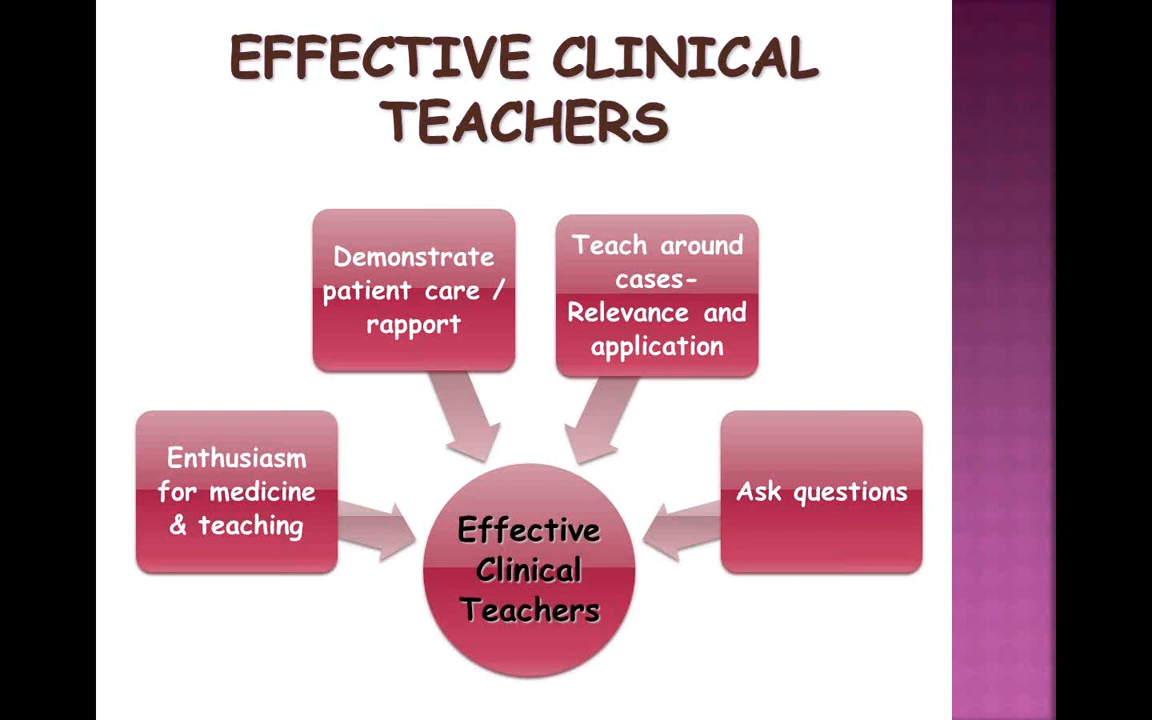 EFFECTIVE CLINICAL
TEACHERS
Demonstrate
patient care /
rapport
Teach around
cases-
Relevance and
application
Enthusiasm
for medicine
& teaching
Ask questions
Effective
Clinical
Teachers